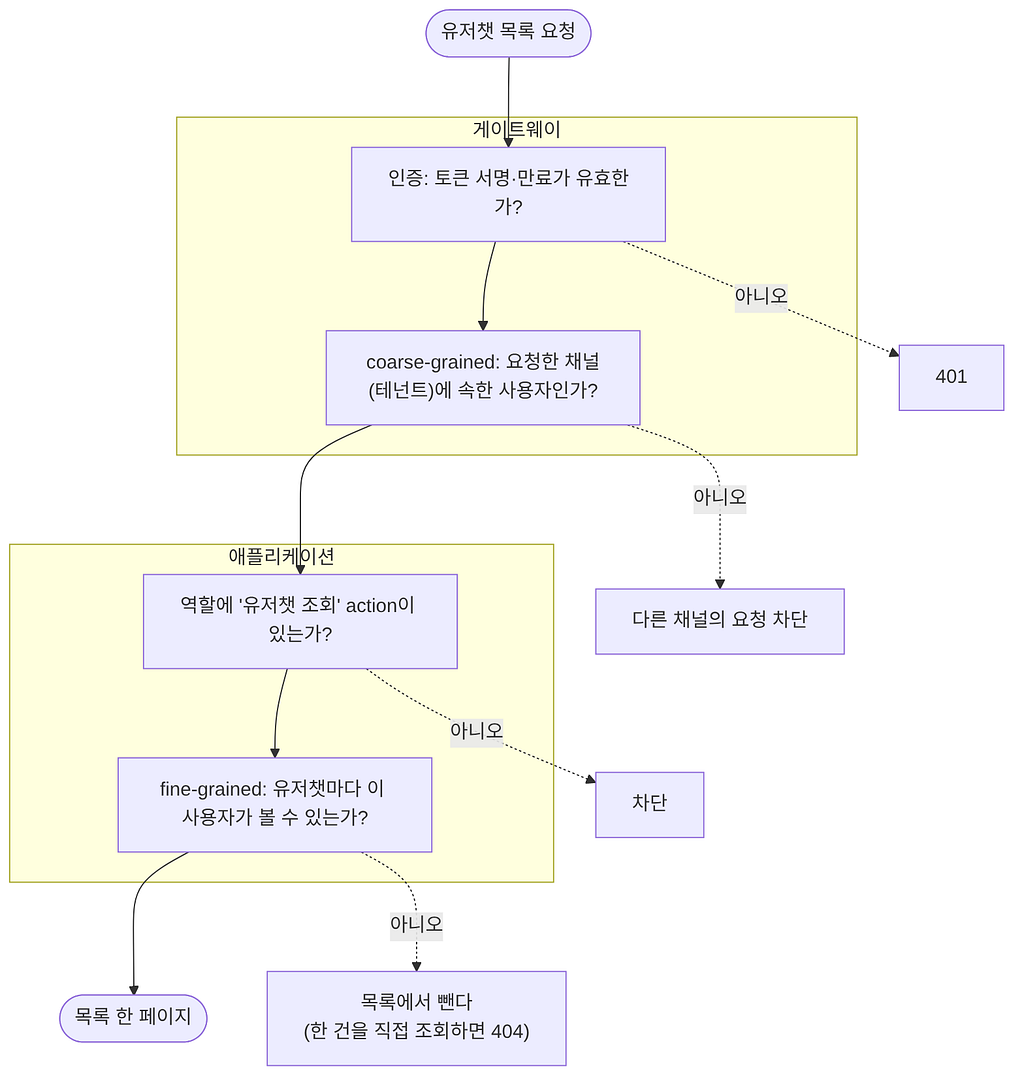 유저챗 목록 요청
게이트웨이
인증: 토큰 서명·만료가 유효한
가?
아니오
coarse-grained: 요청한 채널
(테넌트)에 속한 사용자인가?
401
아니오
애플리케이션
역할에 '유저챗 조회' action이
있는가?
다른 채널의 요청 차단
아니오
fine-grained: 유저챗마다 이
사용자가 볼 수 있는가?
차단
아니오
목록 한 페이지
목록에서 뺀다
(한 건을 직접 조회하면 404)